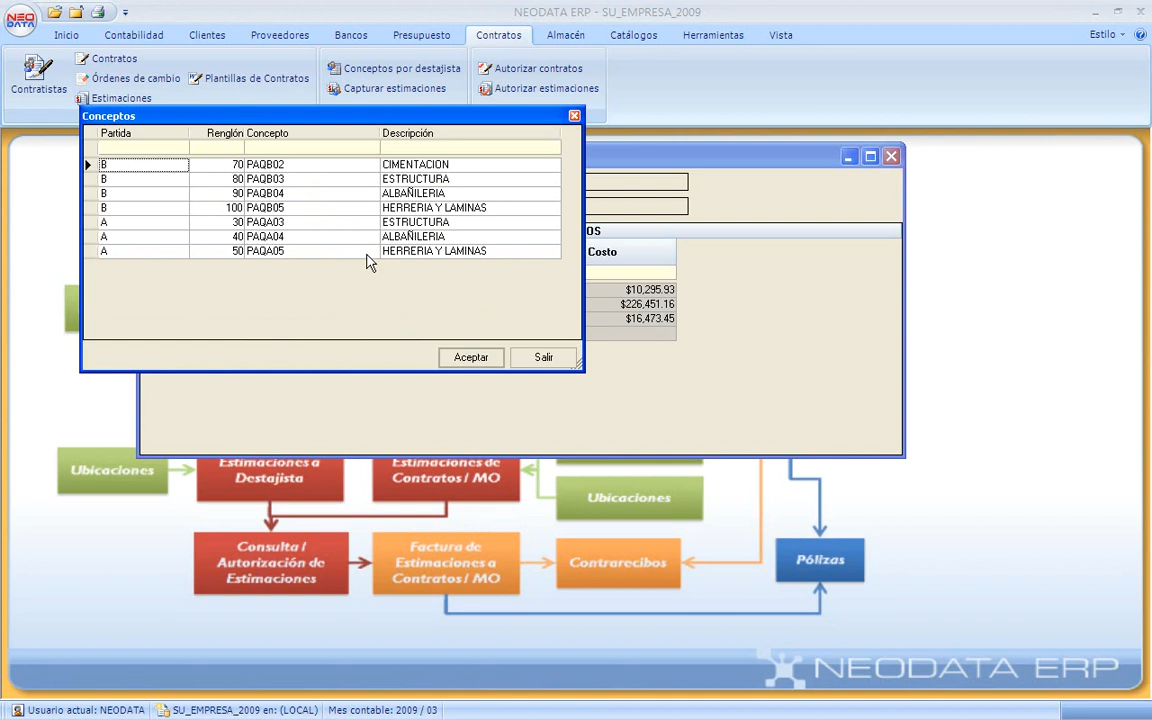 NEO
DATA
NEODATA ERP - SU_EMPRESA_2009
Inicio Contabilidad Clientes Proveedores Bancos Presupuesto Contratos Almacén Catálogos Herramientas Vista Estilo
Contratistas
Contratos
Órdenes de cambio
Estimaciones
Plantillas de Contratos
Conceptos por destajista
Capturar estimaciones
Autorizar contratos
Autorizar estimaciones
Conceptos
Partida Renglón Concepto Descripción
B 70 PAQB02 CIMENTACION
B 80 PAQB03 ESTRUCTURA
B 90 PAQB04 ALBAÑILERIA
B 100 PAQB05 HERRERIA Y LAMINAS
A 30 PAQA03 ESTRUCTURA
A 40 PAQA04 ALBAÑILERIA
A 50 PAQA05 HERRERIA Y LAMINAS
Aceptar Salir
OS
Costo
$10,295.93
$226,451.16
$16,473.45
Ubicaciones
Estimaciones a
Destajista
Estimaciones de
Contratos / MO
Ubicaciones
Consulta /
Autorización de
Estimaciones
Factura de
Estimaciones a
Contratos / MO
Contrarecibos
Pólizas
NEODATA ERP
Usuario actual: NEODATA SU_EMPRESA_2009 en: (LOCAL) Mes contable: 2009 / 03